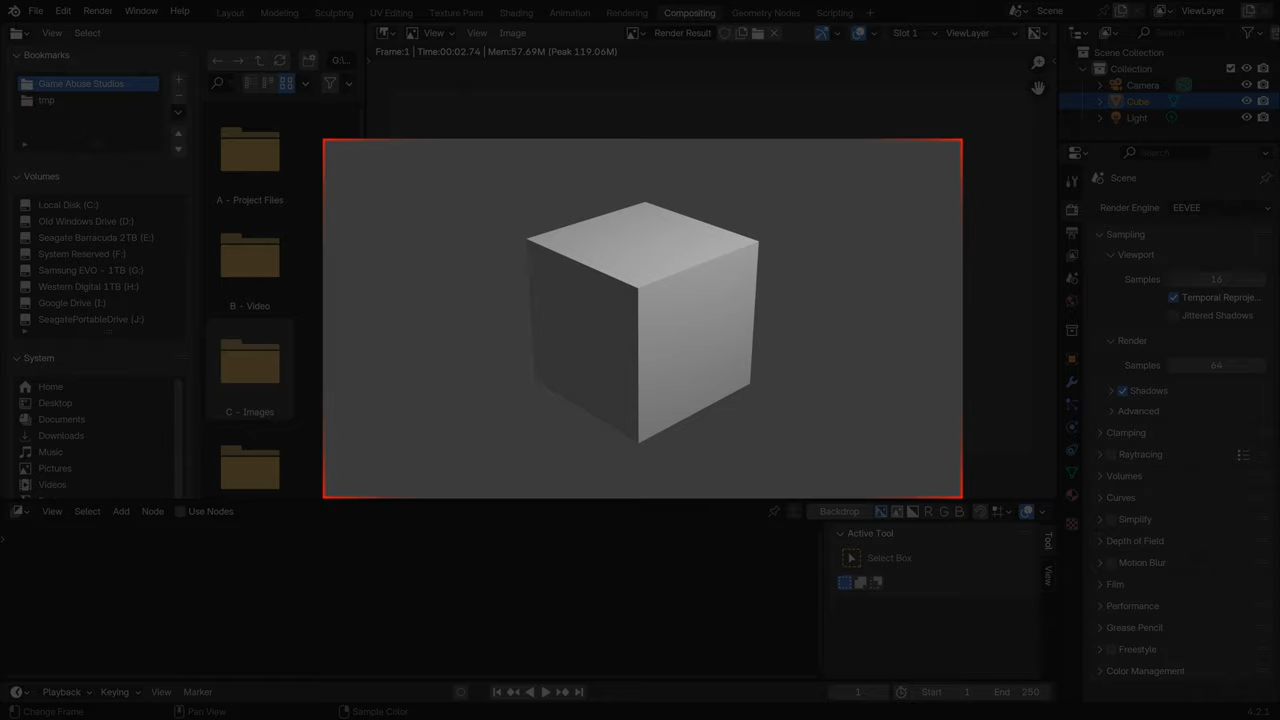 File Edit Render Window Help
Layout Modeling Sculpting UV Editing Texture Paint Shading Animation Rendering Compositing Geometry Nodes Scripting +
Scene
ViewLayer
View Select
View View Image
Render Result
Slot 1
ViewLayer
Search
Bookmarks
Game Abuse Studios
tmp
G:\...
Frame:1 | Time:00:02.74 | Mem:57.69M (Peak 119.06M)
Volumes
Local Disk (C:)
Old Windows Drive (D:)
Seagate Barracuda 2TB (E:)
System Reserved (F:)
Samsung EVO - 1TB (G:)
Western Digital 1TB (H:)
Google Drive (I:)
SeagatePortableDrive (J:)
System
Home
Desktop
Documents
Downloads
Music
Pictures
Videos
A - Project Files
B - Video
C - Images
Scene Collection
Collection
Camera
Cube
Light
Search
Scene
Render Engine EEVEE
Sampling
Viewport
Samples 16
Temporal Reproje...
Jittered Shadows
Render
Samples 64
Shadows
Advanced
Clamping
Raytracing
Volumes
Curves
Simplify
Depth of Field
Motion Blur
Film
Performance
Grease Pencil
Freestyle
Color Management
View Select Add Node Use Nodes
Backdrop R G B
Active Tool
Select Box
Tool
View
Playback Keying View Marker
1 Start 1 End 250
Change Frame Pan View Sample Color
4.2.1